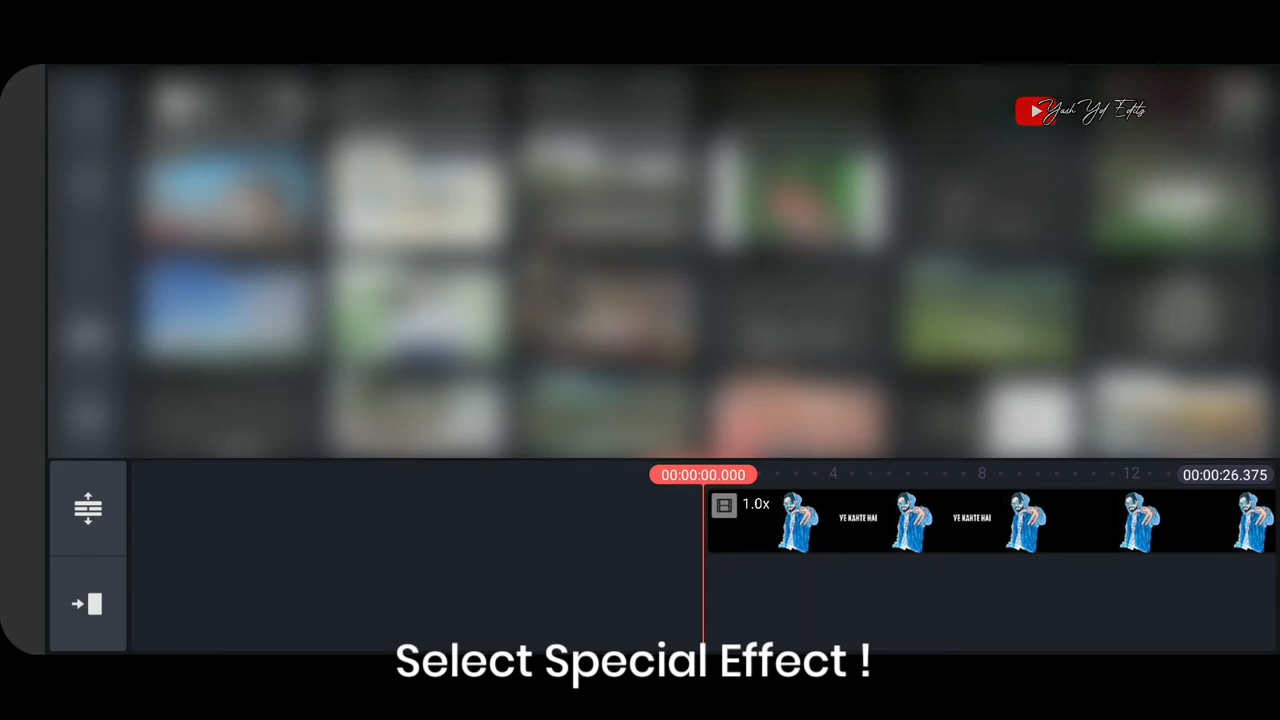 Yash Yd Editz
00:00:00.000
4
8
12
00:00:26.375
1.0x
YE KAHTE HAI
YE KAHTE HAI
Select Special Effect !